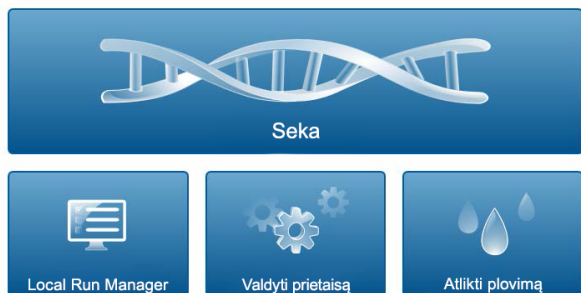 Seka
Local Run Manager
Valdyti prietaisą
Atlikti plovimą